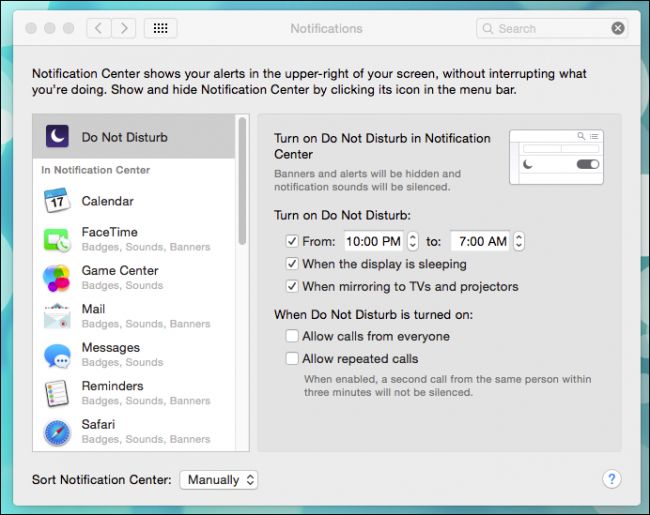 Notifications
Search
Notification Center shows your alerts in the upper-right of your screen, without interrupting what
you're doing. Show and hide Notification Center by clicking its icon in the menu bar.
Do Not Disturb
In Notification Center
17
Calendar
FaceTime
Badges, Sounds, Banners
Game Center
Badges, Sounds, Banners
Mail
Badges, Sounds, Banners
Messages
Badges, Sounds
Reminders
Badges, Sounds, Alerts
Safari
Badges, Sounds, Banners
Turn on Do Not Disturb in Notification
Center
Banners and alerts will be hidden and
notification sounds will be silenced.
Turn on Do Not Disturb:
From: 10:00 PM to: 7:00 AM
When the display is sleeping
When mirroring to TVs and projectors
When Do Not Disturb is turned on:
Allow calls from everyone
Allow repeated calls
When enabled, a second call from the same person within
three minutes will not be silenced.
Sort Notification Center: Manually
?